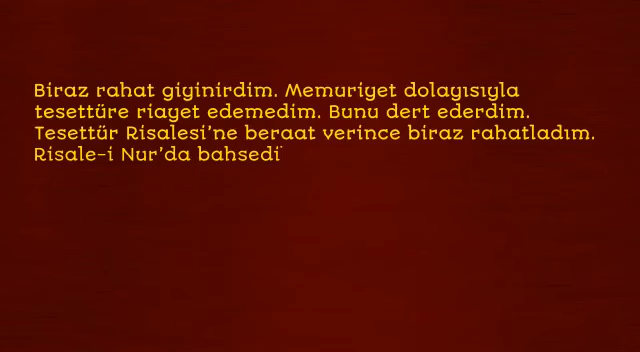 Biraz rahat giyinirdim. Memuriyet dolayısıyla
tesettüre riayet edemedim. Bunu dert ederdim.
Tesettür Risalesi'ne beraat verince biraz rahatladım.
Risale-i Nur'da bahsedi